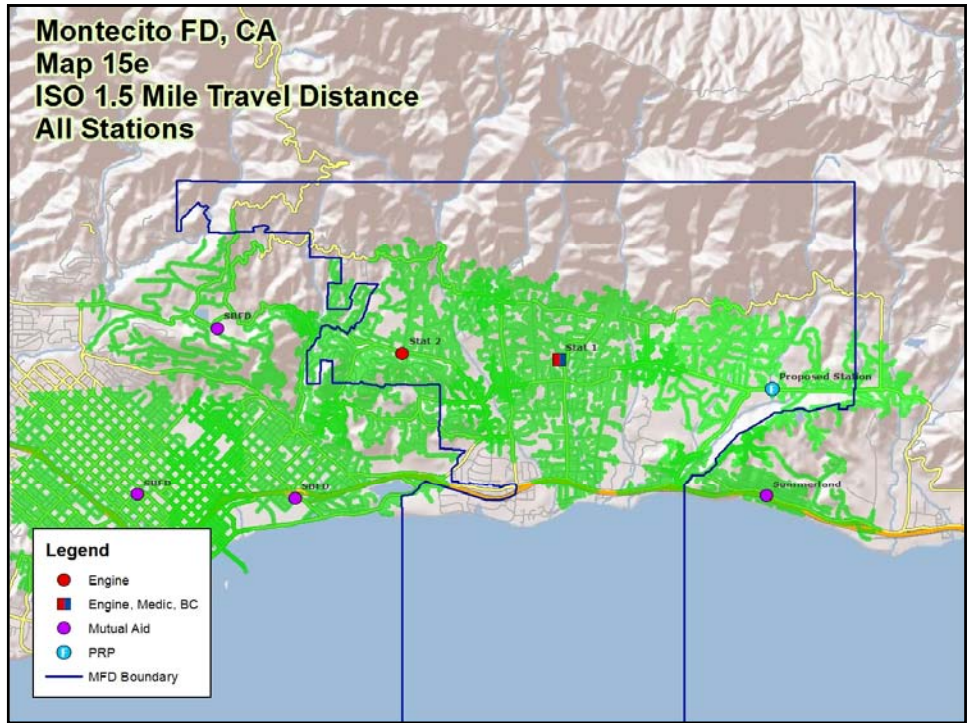 Montecito FD, CA
Map 15e
ISO 1.5 Mile Travel Distance
All Stations
SBFD
Stat 2
Stat 1
Proposed Station
SBFD
SBFD
Summerland
Legend
Engine
Engine, Medic, BC
Mutual Aid
PRP
MFD Boundary